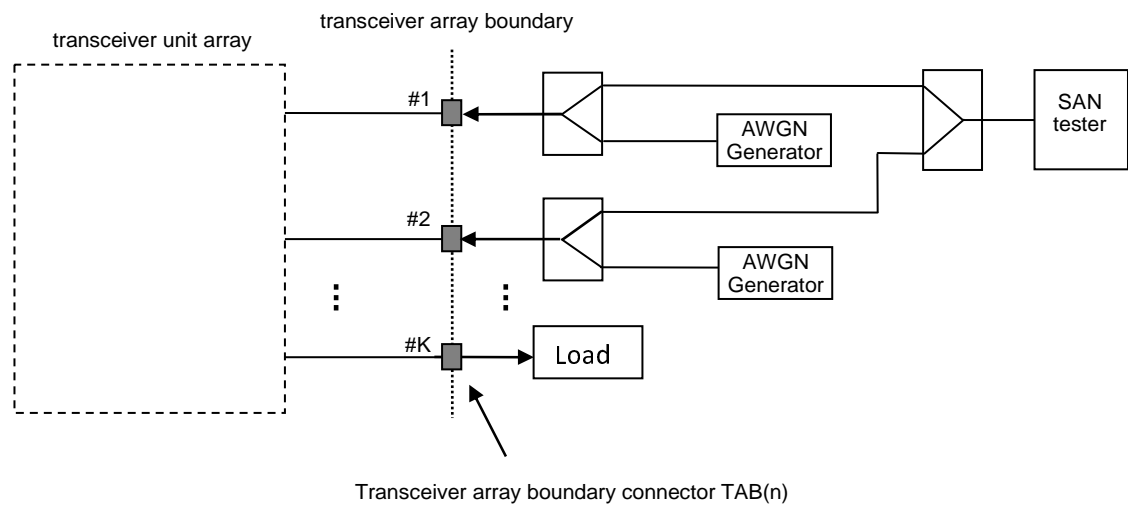 transceiver array boundary
transceiver unit array
#1
SAN
tester
AWGN
Generator
#2
AWGN
Generator
#K
Load
Transceiver array boundary connector TAB(n)